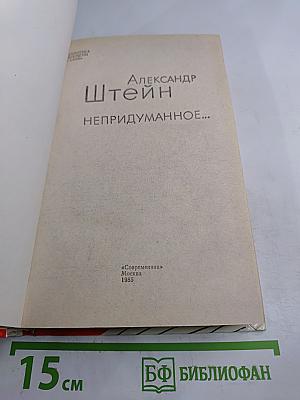 Александр
Штейн
НЕПРИДУМАННОЕ...
«Современник»
Москва
1985
15 см
БФ БИБЛИОФАН